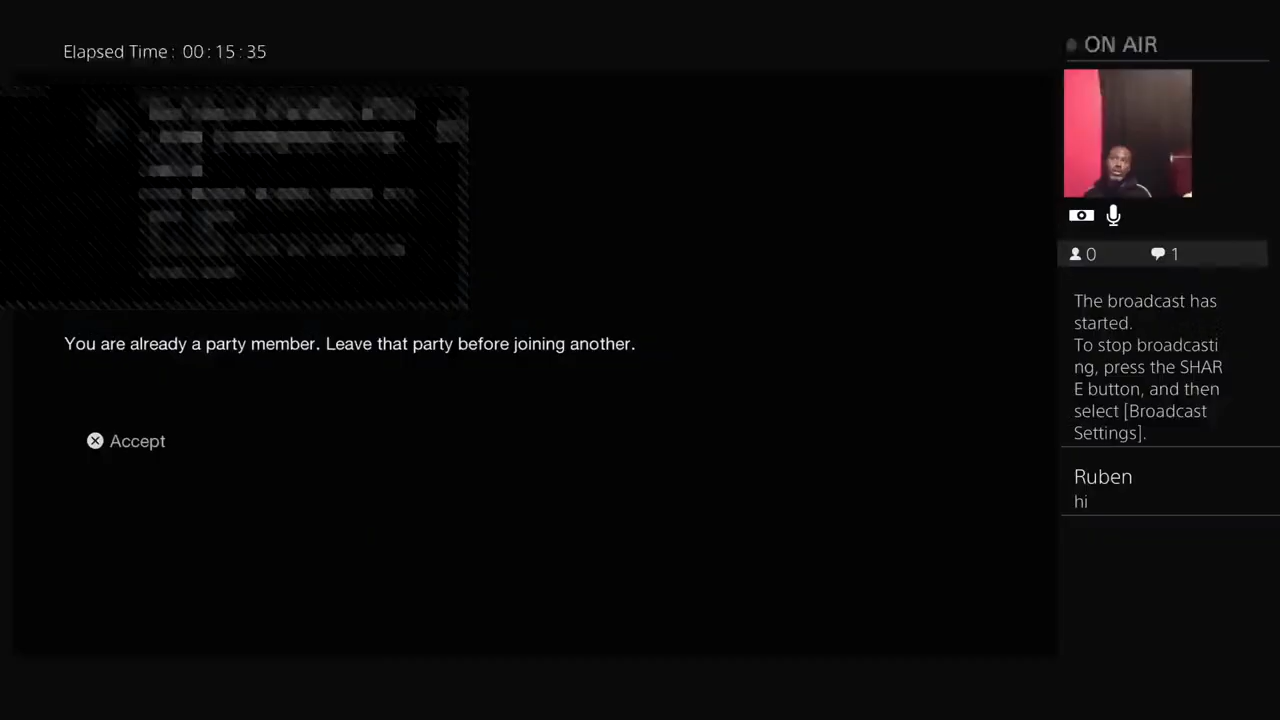 Elapsed Time: 00:15:35
ON AIR
0 1
The broadcast has
started.
To stop broadcasti
ng, press the SHAR
E button, and then
select [Broadcast
Settings].
Ruben
hi
You are already a party member. Leave that party before joining another.
Accept